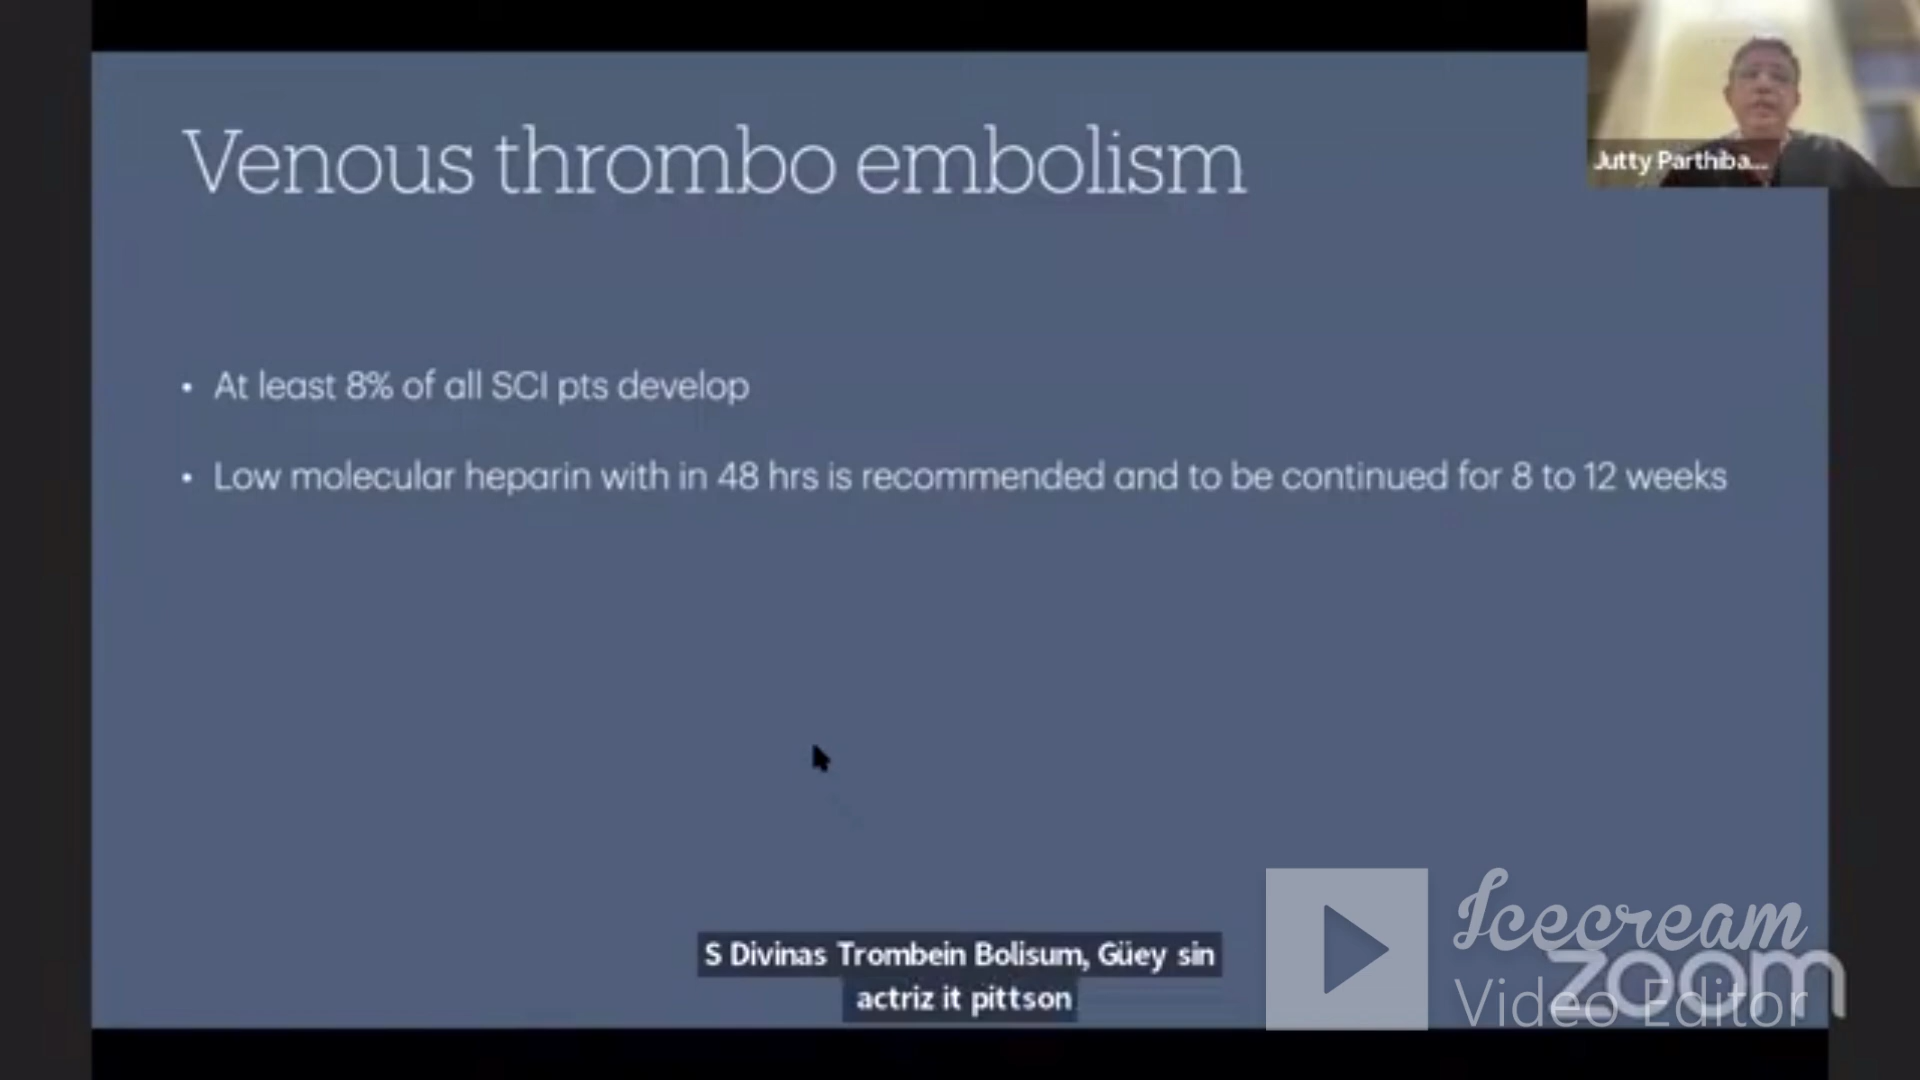 Venous thrombo embolism
Jutty Parthiba...
• At least 8% of all SCI pts develop
• Low molecular heparin with in 48 hrs is recommended and to be continued for 8 to 12 weeks
S Divinas Trombein Bolisum, Güey sin
actriz it pittson
Icecream
Video Editor
zoom